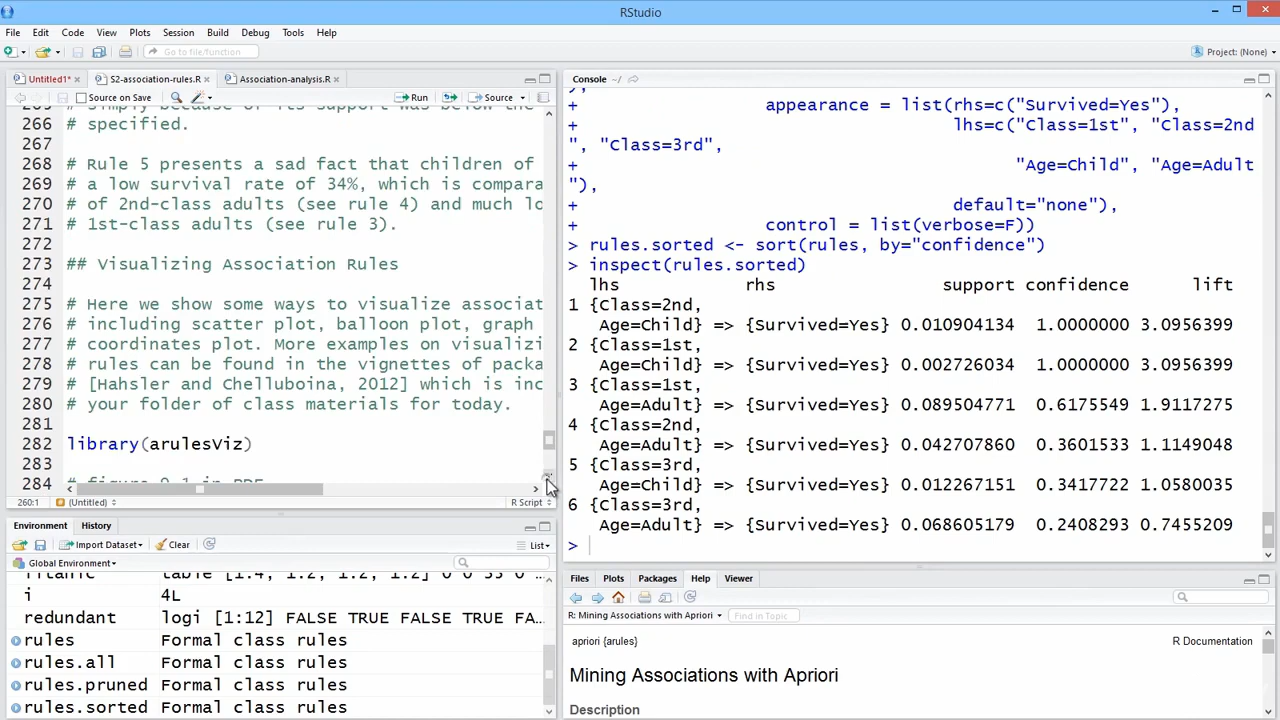 RStudio
File Edit Code View Plots Session Build Debug Tools Help
Go to file/function
Project: (None)
Untitled1* S2-association-rules.R Association-analysis.R
Source on Save Run Source
266 # specified.
267
268 # Rule 5 presents a sad fact that children of
269 # a low survival rate of 34%, which is compara
270 # of 2nd-class adults (see rule 4) and much lo
271 # 1st-class adults (see rule 3).
272
273 ## Visualizing Association Rules
274
275 # Here we show some ways to visualize associat
276 # including scatter plot, balloon plot, graph
277 # coordinates plot. More examples on visualizi
278 # rules can be found in the vignettes of packa
279 # [Hahsler and Chelluboina, 2012] which is inc
280 # your folder of class materials for today.
281
282 library(arulesViz)
283
284
260:1 (Untitled) R Script
Environment History
Import Dataset Clear List
Global Environment
i 4L
redundant logi [1:12] FALSE TRUE FALSE TRUE FA...
rules Formal class rules
rules.all Formal class rules
rules.pruned Formal class rules
rules.sorted Formal class rules
Console ~/
+ appearance = list(rhs=c("Survived=Yes"),
+ lhs=c("Class=1st", "Class=2nd
", "Class=3rd",
+ "Age=Child", "Age=Adult
"),
+ default="none"),
+ control = list(verbose=F))
> rules.sorted <- sort(rules, by="confidence")
> inspect(rules.sorted)
lhs rhs support confidence lift
1 {Class=2nd,
Age=Child} => {Survived=Yes} 0.010904134 1.0000000 3.0956399
2 {Class=1st,
Age=Child} => {Survived=Yes} 0.002726034 1.0000000 3.0956399
3 {Class=1st,
Age=Adult} => {Survived=Yes} 0.089504771 0.6175549 1.9117275
4 {Class=2nd,
Age=Adult} => {Survived=Yes} 0.042707860 0.3601533 1.1149048
5 {Class=3rd,
Age=Child} => {Survived=Yes} 0.012267151 0.3417722 1.0580035
6 {Class=3rd,
Age=Adult} => {Survived=Yes} 0.068605179 0.2408293 0.7455209
>
Files Plots Packages Help Viewer
R: Mining Associations with Apriori Find in Topic
apriori {arules} R Documentation
Mining Associations with Apriori
Description